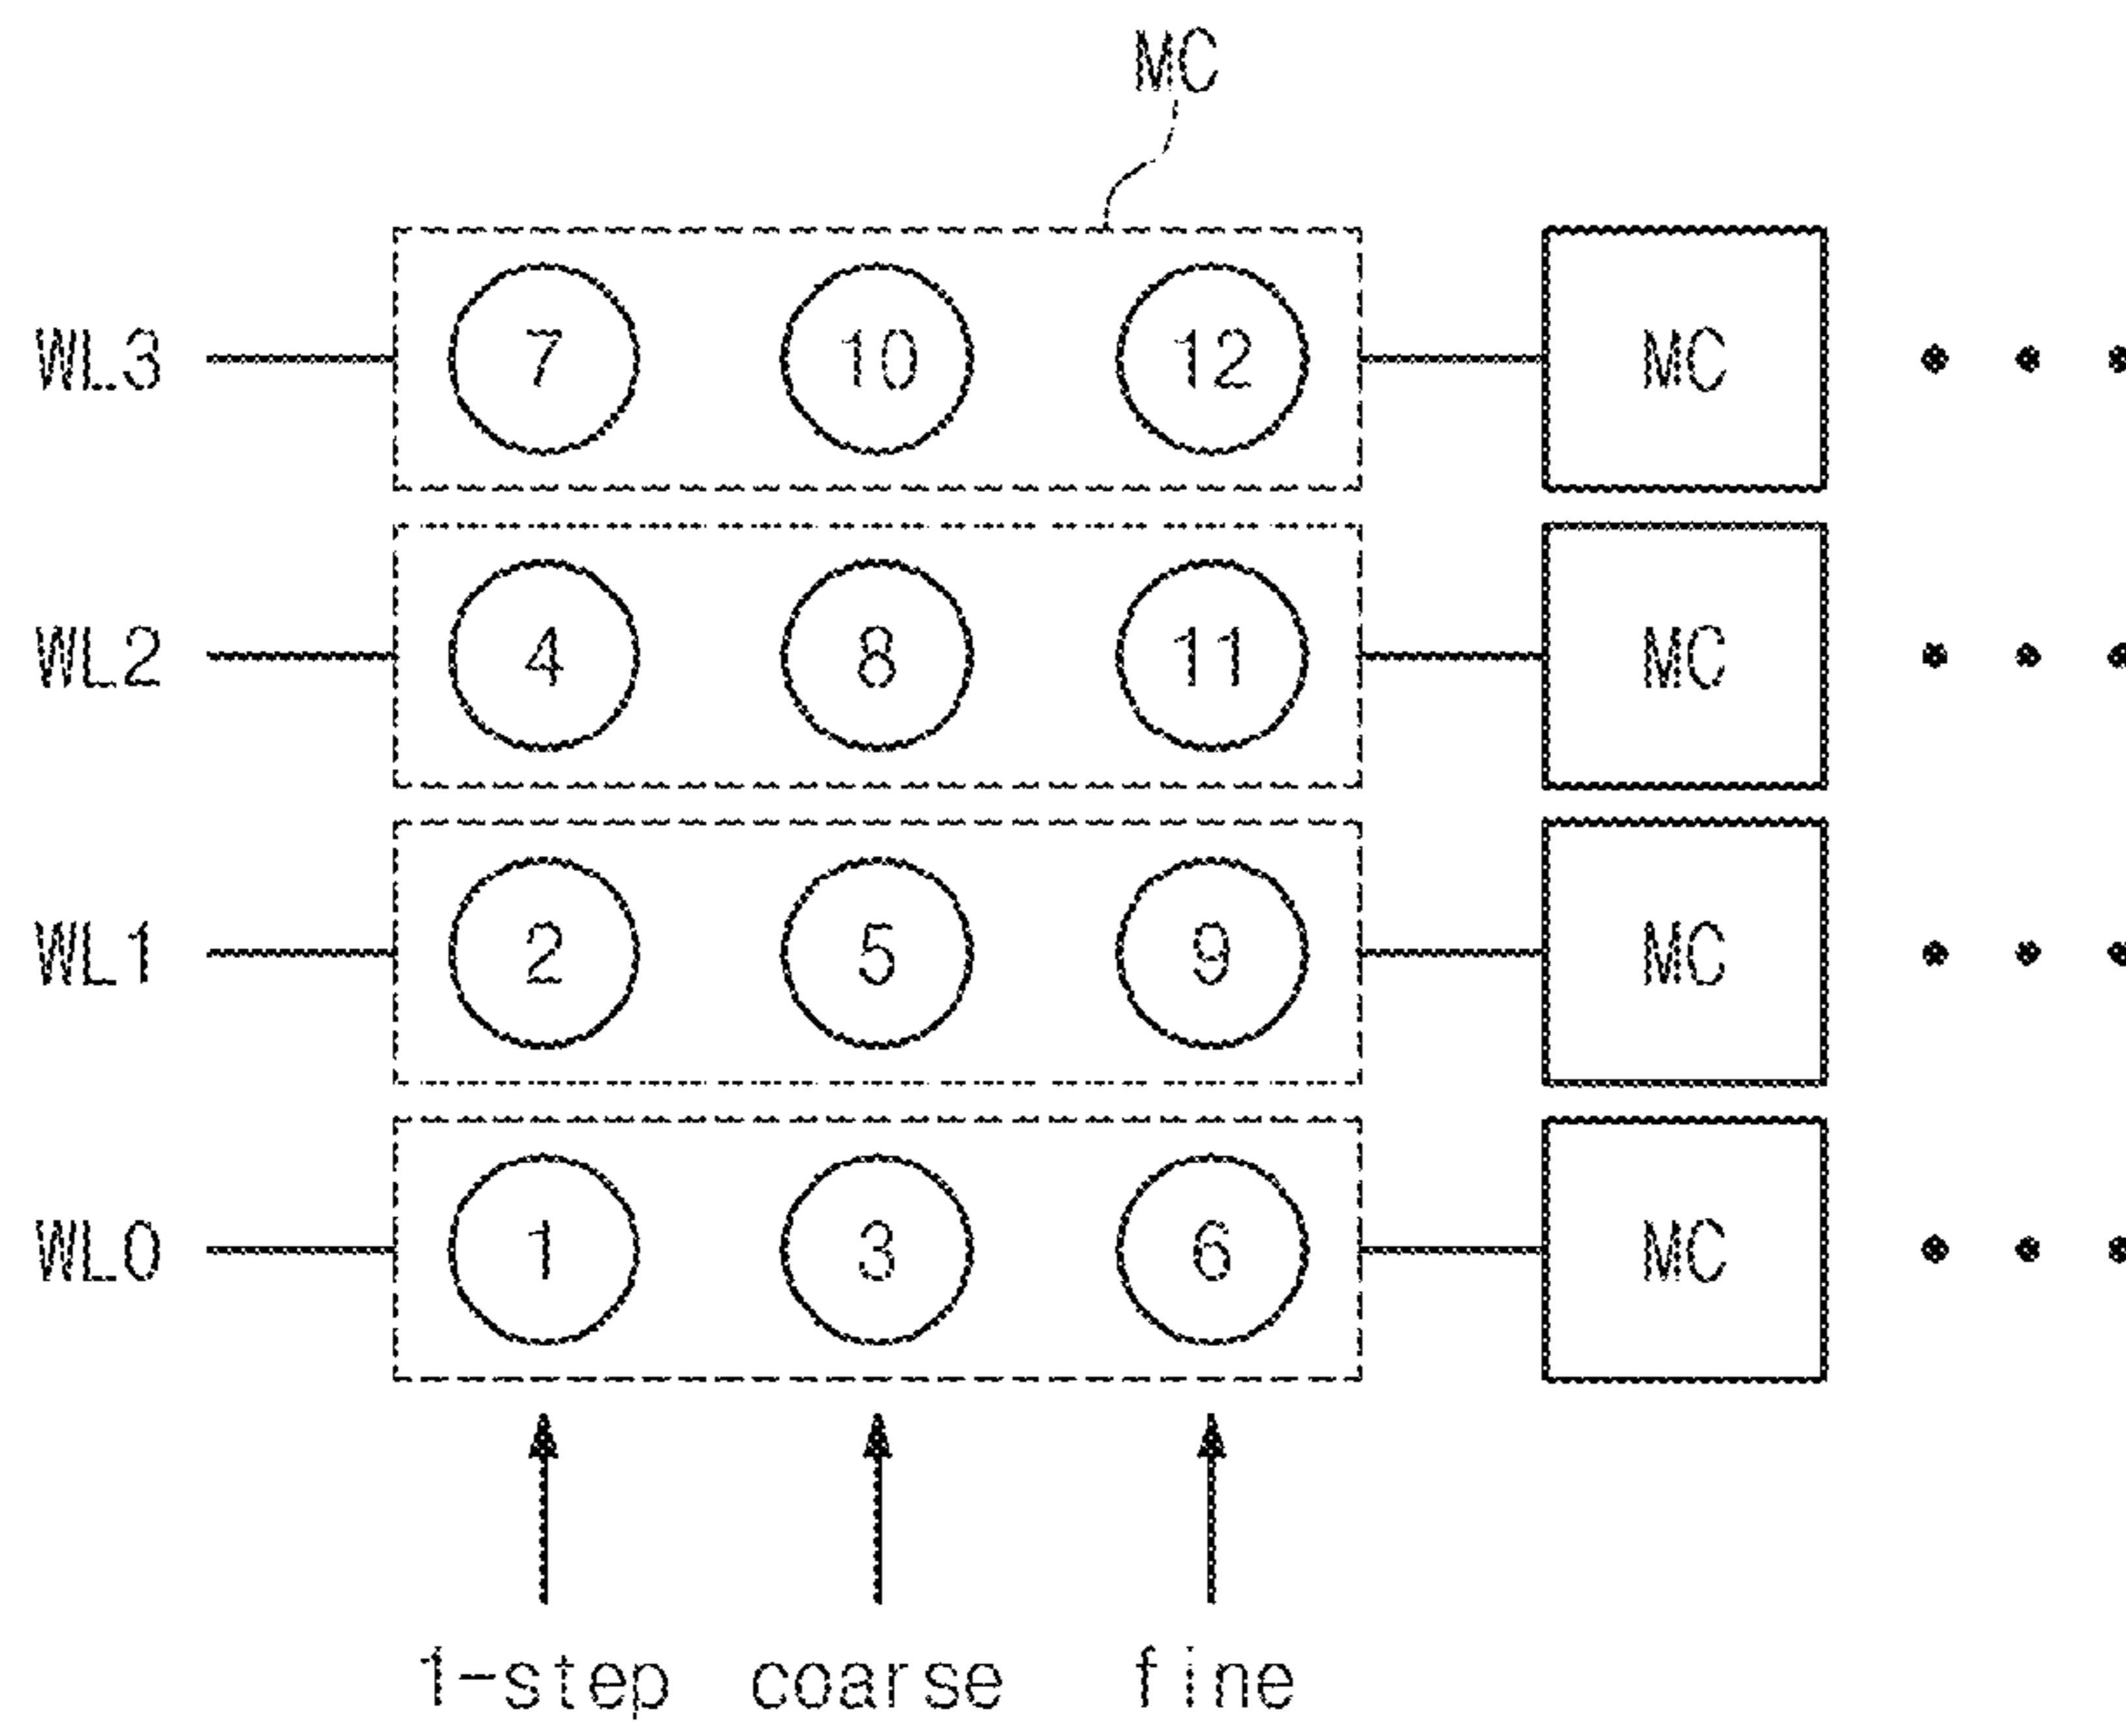 MC
WL3 7 10 12 MC
WL2 4 8 11 MC
WL1 2 5 9 MC
WL0 1 3 6 MC
1-step coarse fine